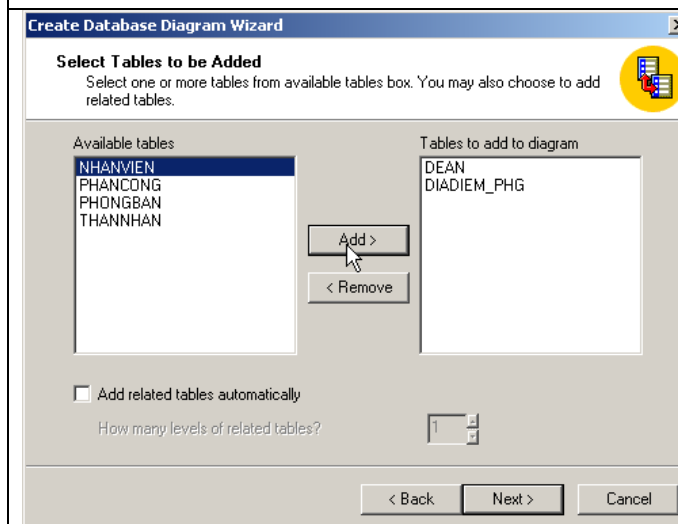 Create Database Diagram Wizard
Select Tables to be Added
Select one or more tables from available tables box. You may also choose to add
related tables.
Available tables
NHANVIEN
PHANCONG
PHONGBAN
THANNHAN
Add >
< Remove
Tables to add to diagram
DEAN
DIADIEM_PHG
Add related tables automatically
How many levels of related tables?
1
< Back
Next >
Cancel